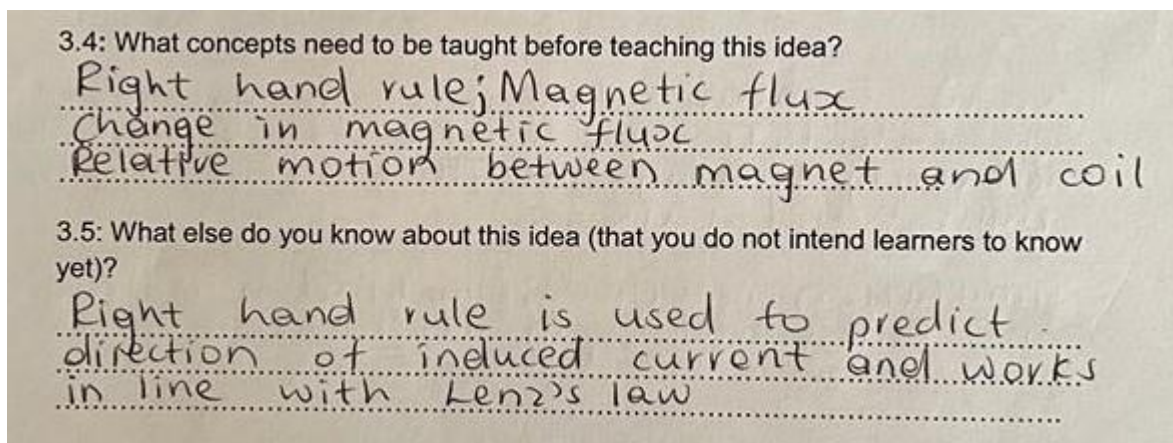 3.4: What concepts need to be taught before teaching this idea?
Right hand rule; Magnetic flux
Change in magnetic flux
Relative motion between magnet and coil
3.5: What else do you know about this idea (that you do not intend learners to know
yet)?
Right hand rule is used to predict
direction of induced current and works
in line with Lenz's law